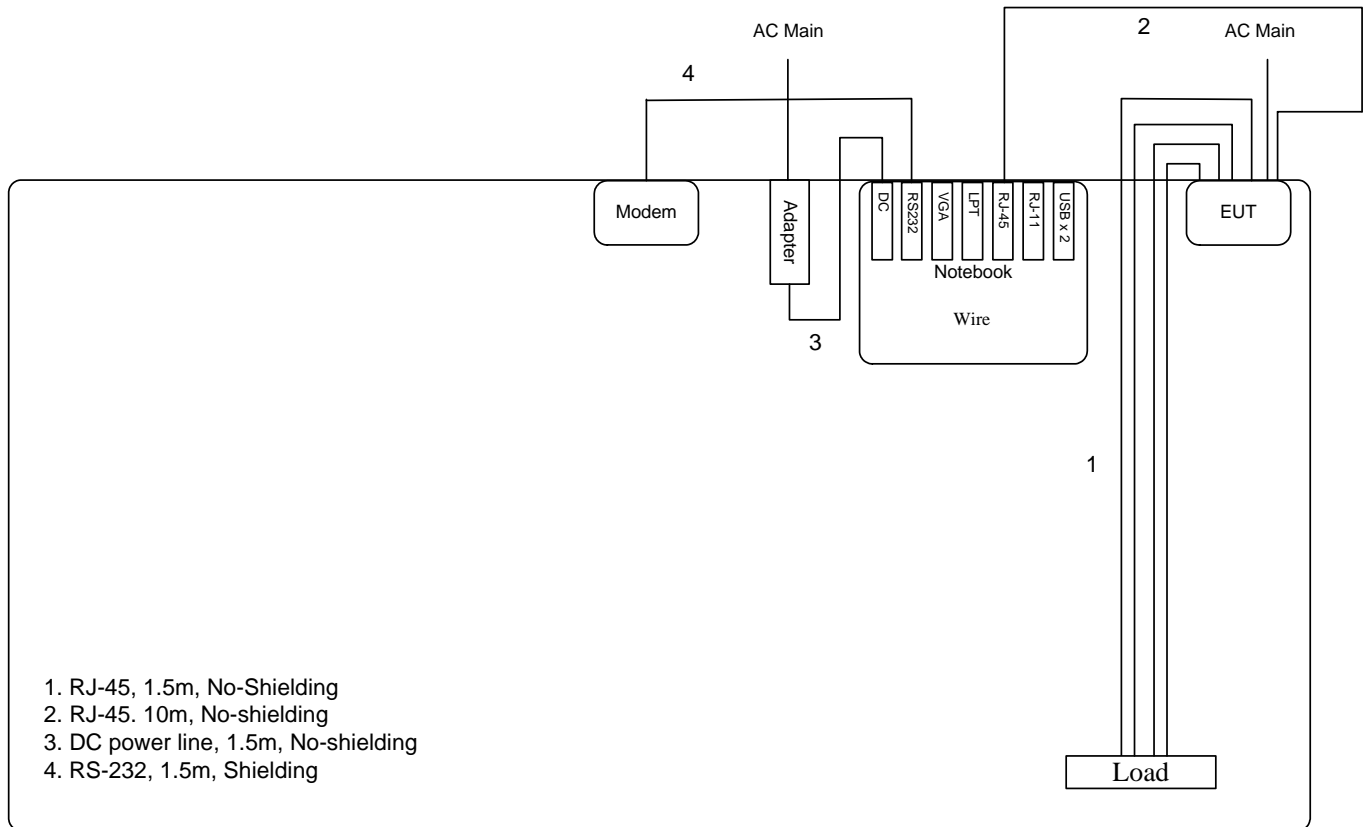 2
AC Main
AC Main
4
Modem
Adapter
DC
RS232
VGA
LPT
RJ-45
RJ-11
USB x 2
EUT
Notebook
Wire
3
1
1. RJ-45, 1.5m, No-Shielding
2. RJ-45. 10m, No-shielding
3. DC power line, 1.5m, No-shielding
4. RS-232, 1.5m, Shielding
Load